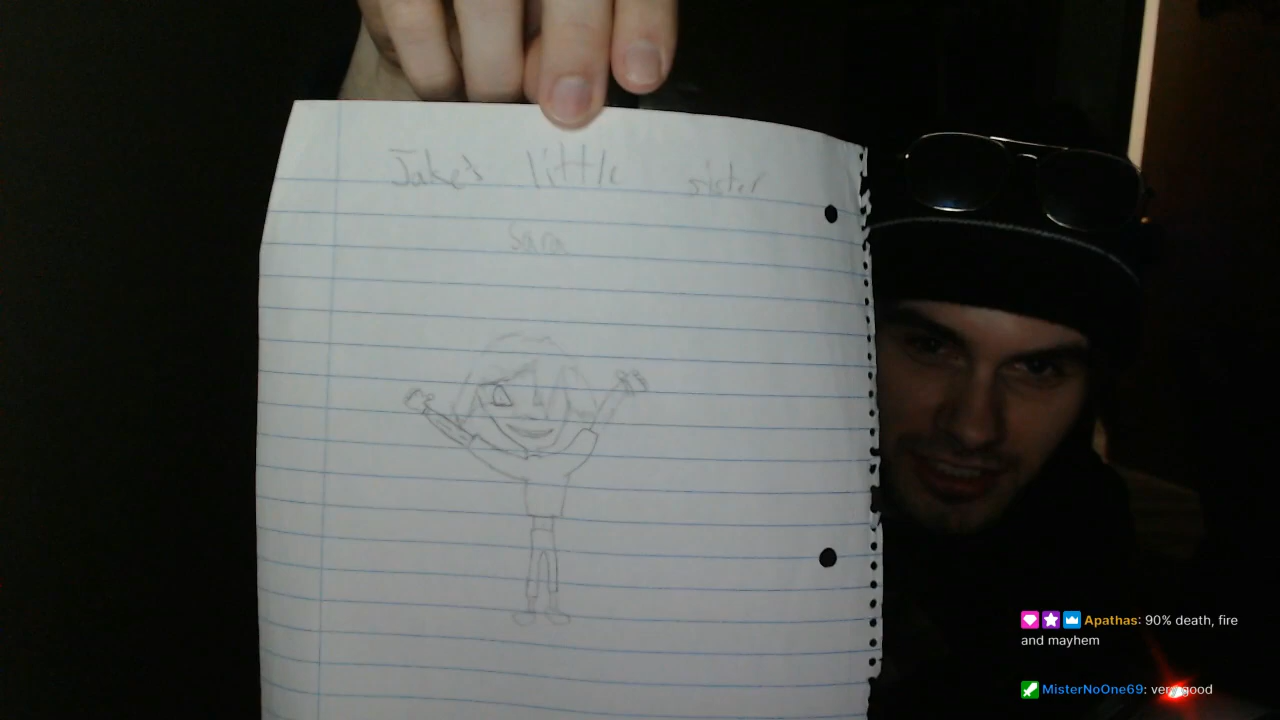 Jake's little sister
Sara
Apathas: 90% death, fire
and mayhem
MisterNoOne69: very good